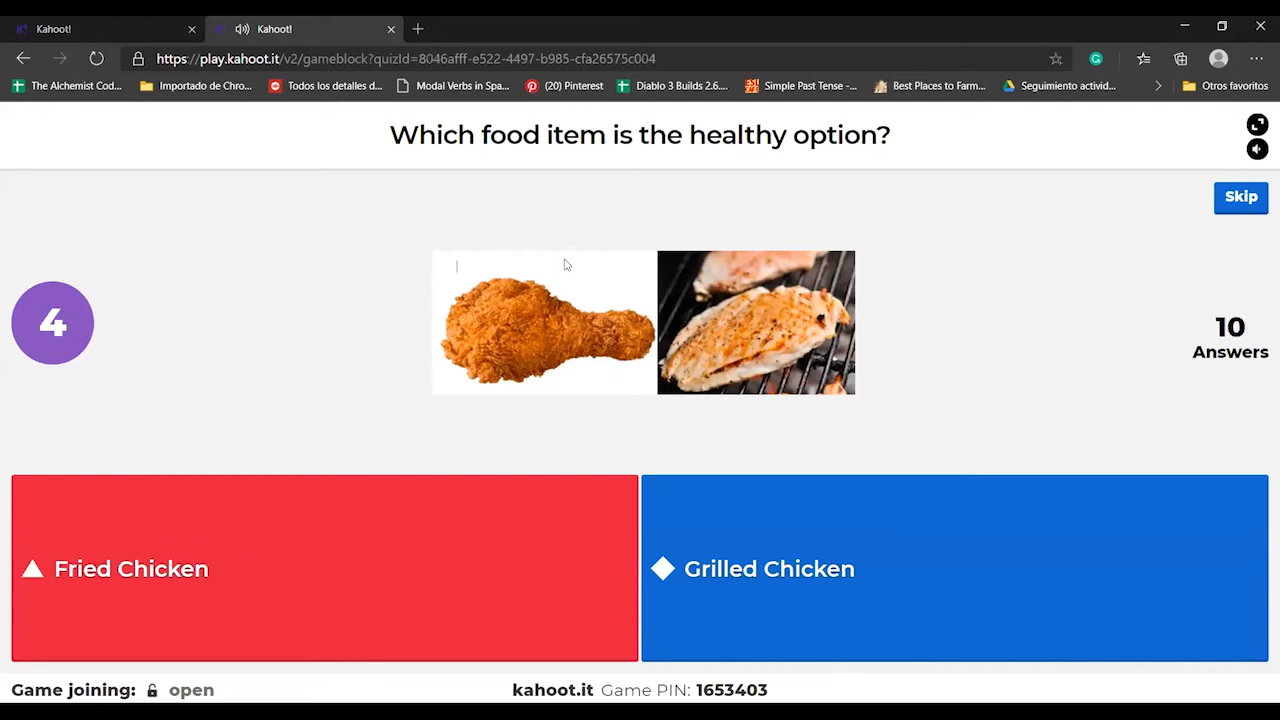 Kahoot!
Kahoot!
https://play.kahoot.it/v2/gameblock?quizId=8046afff-e522-4497-b985-cfa26575c004
The Alchemist Cod...
Importado de Chro...
Todos los detalles d...
Modal Verbs in Spa...
(20) Pinterest
Diablo 3 Builds 2.6....
Simple Past Tense -...
Best Places to Farm...
Seguimiento activid...
Otros favoritos
Which food item is the healthy option?
Skip
4
10
Answers
Fried Chicken
Grilled Chicken
Game joining: open
kahoot.it Game PIN: 1653403